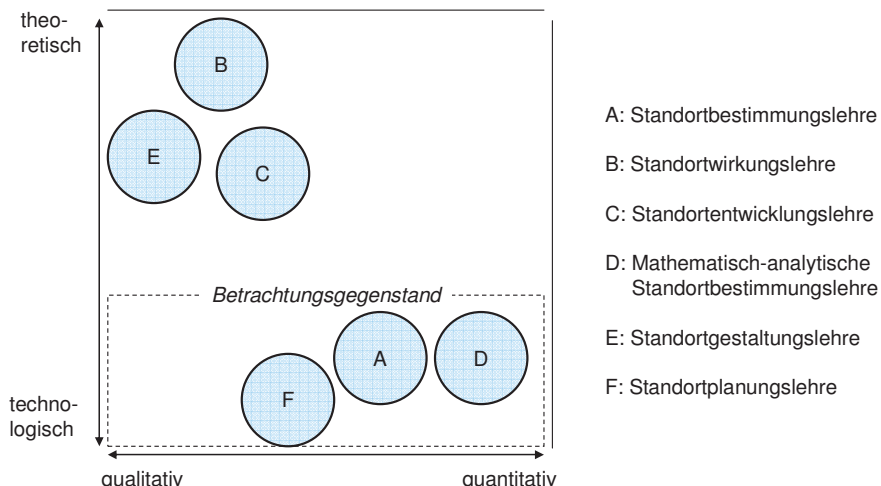 theo-
retisch
B
E
C
A: Standortbestimmungslehre
B: Standortwirkungslehre
C: Standortentwicklungslehre
D: Mathematisch-analytische
Standortbestimmungslehre
E: Standortgestaltungslehre
F: Standortplanungslehre
Betrachtungsgegenstand
A
D
F
techno-
logisch
qualitativ
quantitativ